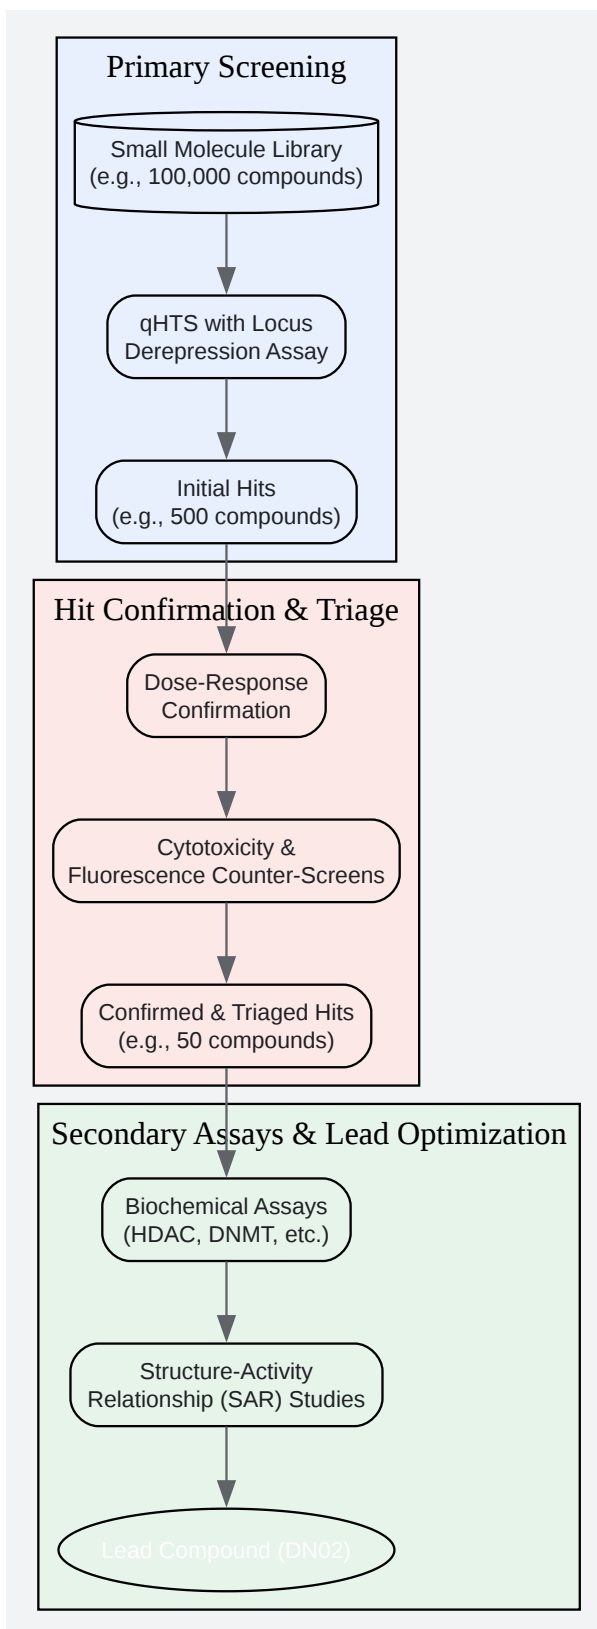 Primary Screening
Small Molecule Library
(e.g., 100,000 compounds)
qHTS with Locus
Derepression Assay
Initial Hits
(e.g., 500 compounds)
Hit Confirmation & Triage
Dose-Response
Confirmation
Cytotoxicity &
Fluorescence Counter-Screens
Confirmed & Triaged Hits
(e.g., 50 compounds)
Secondary Assays & Lead Optimization
Biochemical Assays
(HDAC, DNMT, etc.)
Structure-Activity
Relationship (SAR) Studies
Lead Compound (DN02)